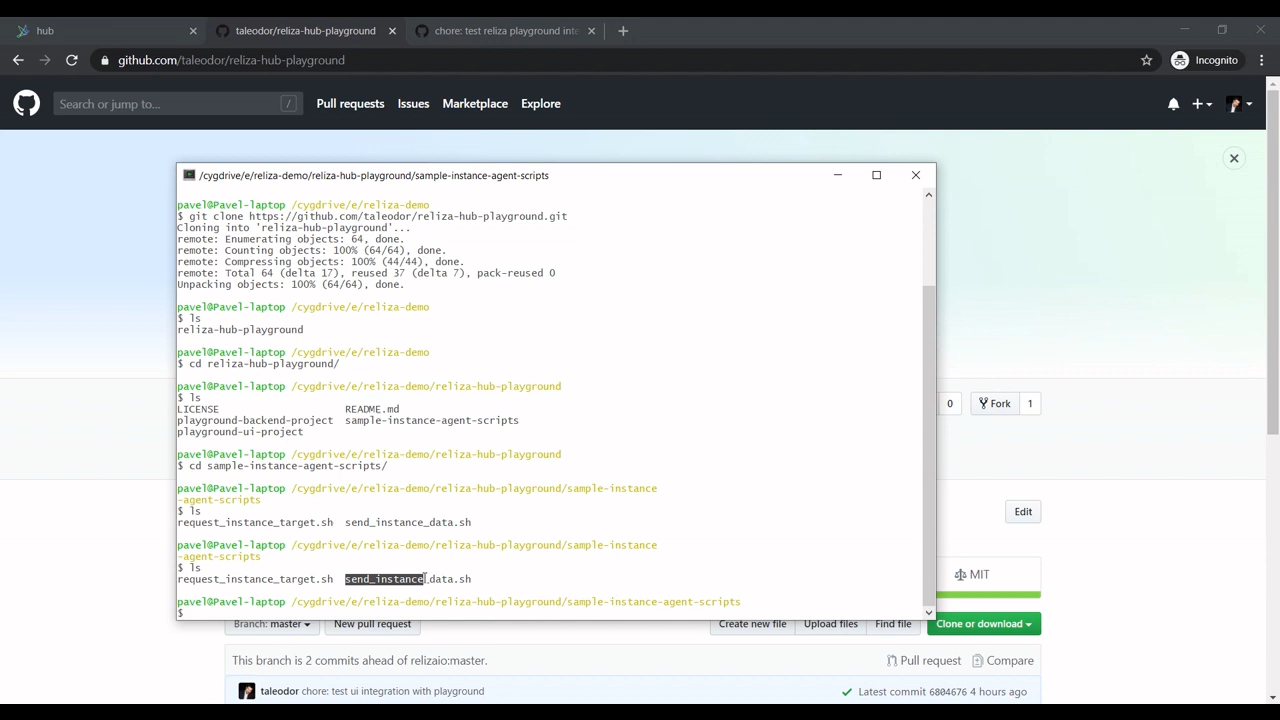 hub
taleodor/reliza-hub-playground
chore: test reliza playground inte
github.com/taleodor/reliza-hub-playground
Incognito
Search or jump to...
/
Pull requests
Issues
Marketplace
Explore
/cygdrive/e/reliza-demo/reliza-hub-playground/sample-instance-agent-scripts
pavel@Pavel-laptop /cygdrive/e/reliza-demo
$ git clone https://github.com/taleodor/reliza-hub-playground.git
Cloning into 'reliza-hub-playground'...
remote: Enumerating objects: 64, done.
remote: Counting objects: 100% (64/64), done.
remote: Compressing objects: 100% (44/44), done.
remote: Total 64 (delta 17), reused 37 (delta 7), pack-reused 0
Unpacking objects: 100% (64/64), done.
pavel@Pavel-laptop /cygdrive/e/reliza-demo
$ ls
reliza-hub-playground
pavel@Pavel-laptop /cygdrive/e/reliza-demo
$ cd reliza-hub-playground/
pavel@Pavel-laptop /cygdrive/e/reliza-demo/reliza-hub-playground
$ ls
LICENSE README.md
playground-backend-project sample-instance-agent-scripts
playground-ui-project
pavel@Pavel-laptop /cygdrive/e/reliza-demo/reliza-hub-playground
$ cd sample-instance-agent-scripts/
pavel@Pavel-laptop /cygdrive/e/reliza-demo/reliza-hub-playground/sample-instance
-agent-scripts
$ ls
request_instance_target.sh send_instance_data.sh
pavel@Pavel-laptop /cygdrive/e/reliza-demo/reliza-hub-playground/sample-instance
-agent-scripts
$ ls
request_instance_target.sh send_instance_data.sh
pavel@Pavel-laptop /cygdrive/e/reliza-demo/reliza-hub-playground/sample-instance-agent-scripts
$
0
Fork
1
Edit
MIT
Branch: master
New pull request
Create new file
Upload files
Find file
Clone or download
This branch is 2 commits ahead of relizaio:master.
Pull request
Compare
taleodor chore: test ui integration with playground
Latest commit 6804676 4 hours ago